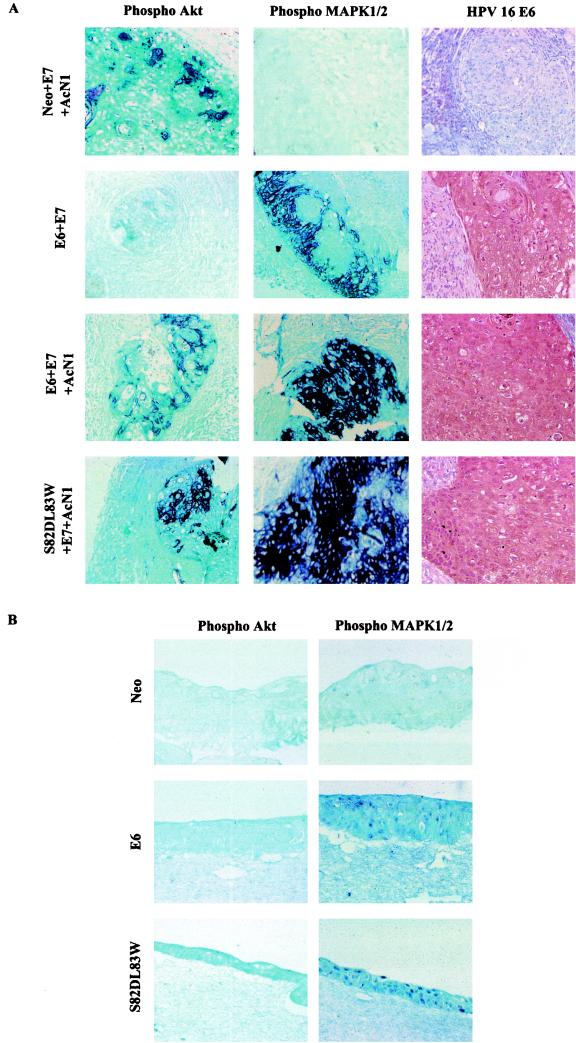 A
Phospho Akt
Phospho MAPK1/2
HPV 16 E6
Neo+E7
+AcN1
E6+E7
E6+E7
+AcN1
S82DL83W
+E7+AcN1
B
Phospho Akt
Phospho MAPK1/2
Neo
E6
S82DL83W